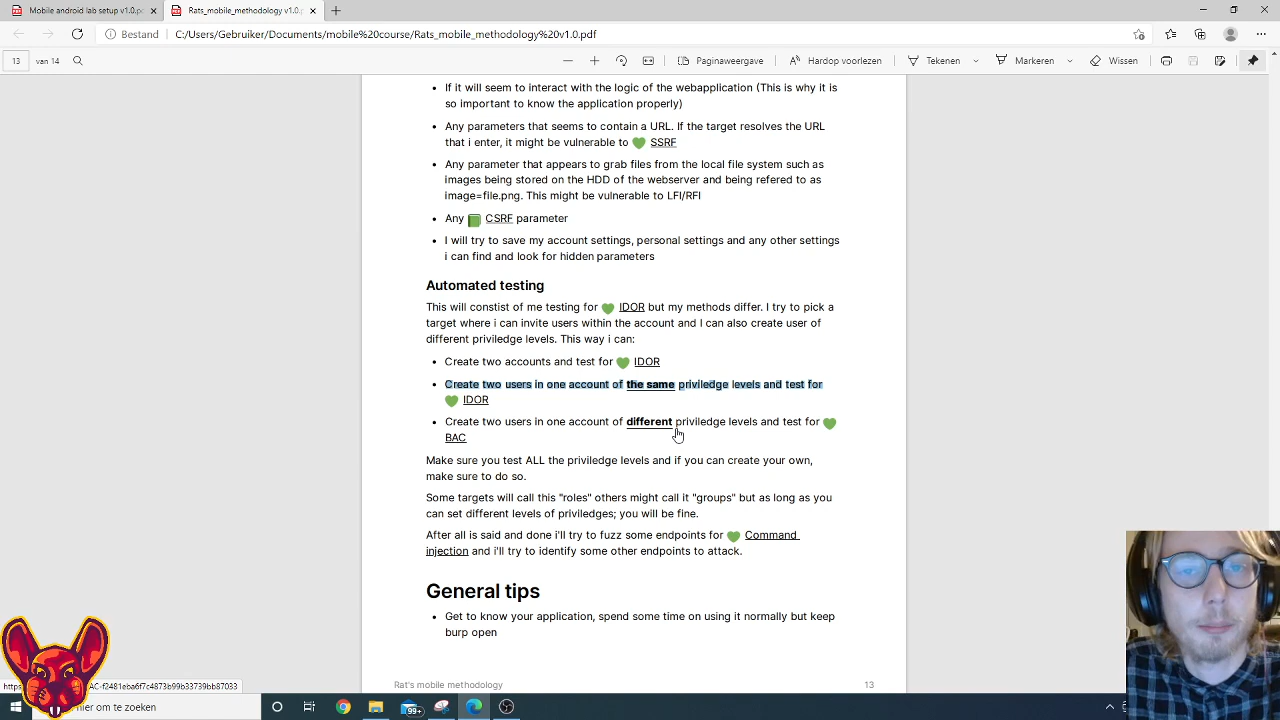 Mobile android lab setup v1.0.pd
Rats_mobile_methodology v1.0.p
Bestand
C:/Users/Gebruiker/Documents/mobile%20course/Rats_mobile_methodology%20v1.0.pdf
13 van 14
Paginaweergave
Hardop voorlezen
Tekenen
Markeren
Wissen
• If it will seem to interact with the logic of the webapplication (This is why it is
so important to know the application properly)
• Any parameters that seems to contain a URL. If the target resolves the URL
that i enter, it might be vulnerable to 💚 SSRF
• Any parameter that appears to grab files from the local file system such as
images being stored on the HDD of the webserver and being refered to as
image=file.png. This might be vulnerable to LFI/RFI
• Any 📗 CSRF parameter
• I will try to save my account settings, personal settings and any other settings
i can find and look for hidden parameters
Automated testing
This will constist of me testing for 💚 IDOR but my methods differ. I try to pick a
target where i can invite users within the account and I can also create user of
different priviledge levels. This way i can:
• Create two accounts and test for 💚 IDOR
• Create two users in one account of the same priviledge levels and test for
💚 IDOR
• Create two users in one account of different priviledge levels and test for 💚
BAC
Make sure you test ALL the priviledge levels and if you can create your own,
make sure to do so.
Some targets will call this "roles" others might call it "groups" but as long as you
can set different levels of priviledges; you will be fine.
After all is said and done i'll try to fuzz some endpoints for 💚 Command
injection and i'll try to identify some other endpoints to attack.
General tips
• Get to know your application, spend some time on using it normally but keep
burp open
Rat's mobile methodology
13
https
AC-f2481eba6f7c4873b99b33739bb87033
hier om te zoeken
99+